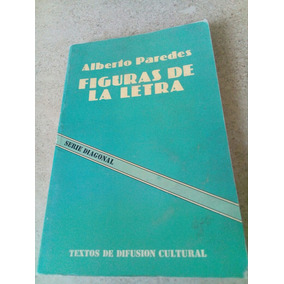 Alberto Paredes
FIGURAS DE
LA LETRA
SERIE DIAGONAL
TEXTOS DE DIFUSION CULTURAL